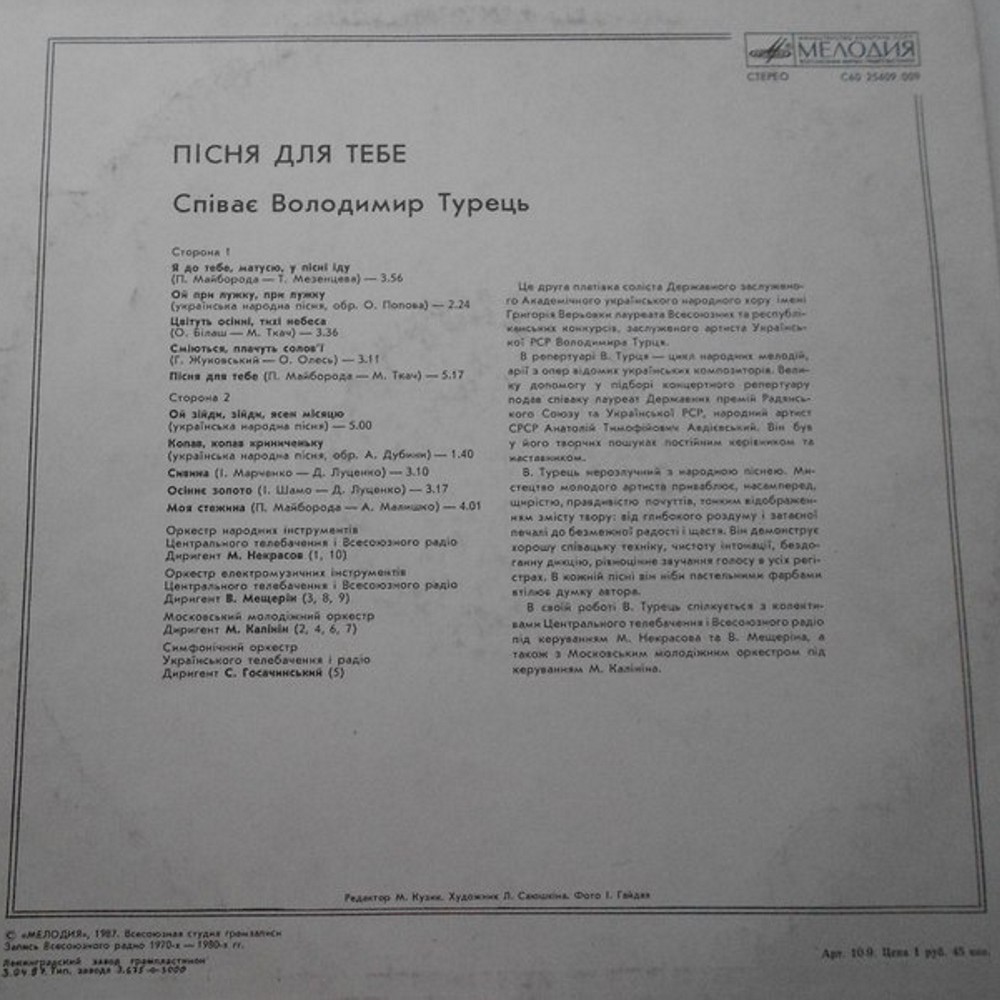 МЕЛОДИЯ
СТЕРЕО
С60 25409 009
ПІСНЯ ДЛЯ ТЕБЕ
Співає Володимир Турець
Сторона 1
Я до тебе, матусю, у пісні іду
(П. Майборода — Т. Мезенцева) — 3.56
Ой при лужку, при лужку
(українська народна пісня, обр. О. Попова) — 2.24
Цвітуть осінні, тихі небеса
(О. Білаш — М. Ткач) — 3.36
Сміються, плачуть солов'ї
(Г. Жуковський — О. Олесь) — 3.11
Пісня для тебе (П. Майборода — М. Ткач) — 5.17
Сторона 2
Ой зійди, зійди, ясен місяцю
(українська народна пісня) — 5.00
Копав, копав криниченьку
(українська народна пісня, обр. А. Дубини) — 1.40
Сивина (І. Марченко — Д. Луценко) — 3.10
Осіннє золото (І. Шамо — Д. Луценко) — 3.17
Моя стежина (П. Майборода — А. Малишко) — 4.01
Оркестр народних інструментів
Центрального телебачення і Всесоюзного радіо
Диригент М. Некрасов (1, 10)
Оркестр електромузичних інструментів
Центрального телебачення і Всесоюзного радіо
Диригент В. Мещерін (3, 8, 9)
Московський молодіжний оркестр
Диригент М. Калінін (2, 4, 6, 7)
Симфонічний оркестр
Українського телебачення і радіо
Диригент С. Госачинський (5)
Це друга платівка соліста Державного заслужено-
го Академічного українського народного хору імені
Григорія Верьовки лауреата Всесоюзних та республі-
канських конкурсів, заслуженого артиста Українсь-
кої РСР Володимира Турця.
В репертуарі В. Турця — цикл народних мелодій,
арії з опер відомих українських композиторів. Вели-
ку допомогу у підборі концертного репертуару
подав співаку лауреат Державних премій Радянсь-
кого Союзу та Української РСР, народний артист
СРСР Анатолій Тимофійович Авдієвський. Він був
у його творчих пошуках постійним керівником та
наставником.
В. Турець нерозлучний з народною піснею. Ми-
стецтво молодого артиста приваблює, насамперед,
щирістю, правдивістю почуттів, тонким відображен-
ням змісту твору: від глибокого роздуму і затаєної
печалі до безмежної радості і щастя. Він демонструє
хорошу співацьку техніку, чистоту інтонації, бездо-
ганну дикцію, рівноцінне звучання голосу в усіх регі-
страх. В кожній пісні він ніби пастельними фарбами
втілює думку автора.
В своїй роботі В. Турець спілкується з колекти-
вами Центрального телебачення і Всесоюзного радіо
під керуванням М. Некрасова та В. Мещеріна, а
також з Московським молодіжним оркестром під
керуванням М. Калініна.
Редактор М. Кузик. Художник Л. Саюшкіна. Фото І. Гайдая
© «МЕЛОДИЯ», 1987. Всесоюзная студия грамзаписи
Запись Всесоюзного радио 1970-х — 1980-х гг.
Ленинградский завод грампластинок
Тип. завода
Арт. 10-9. Цена 1 руб. 45 коп.